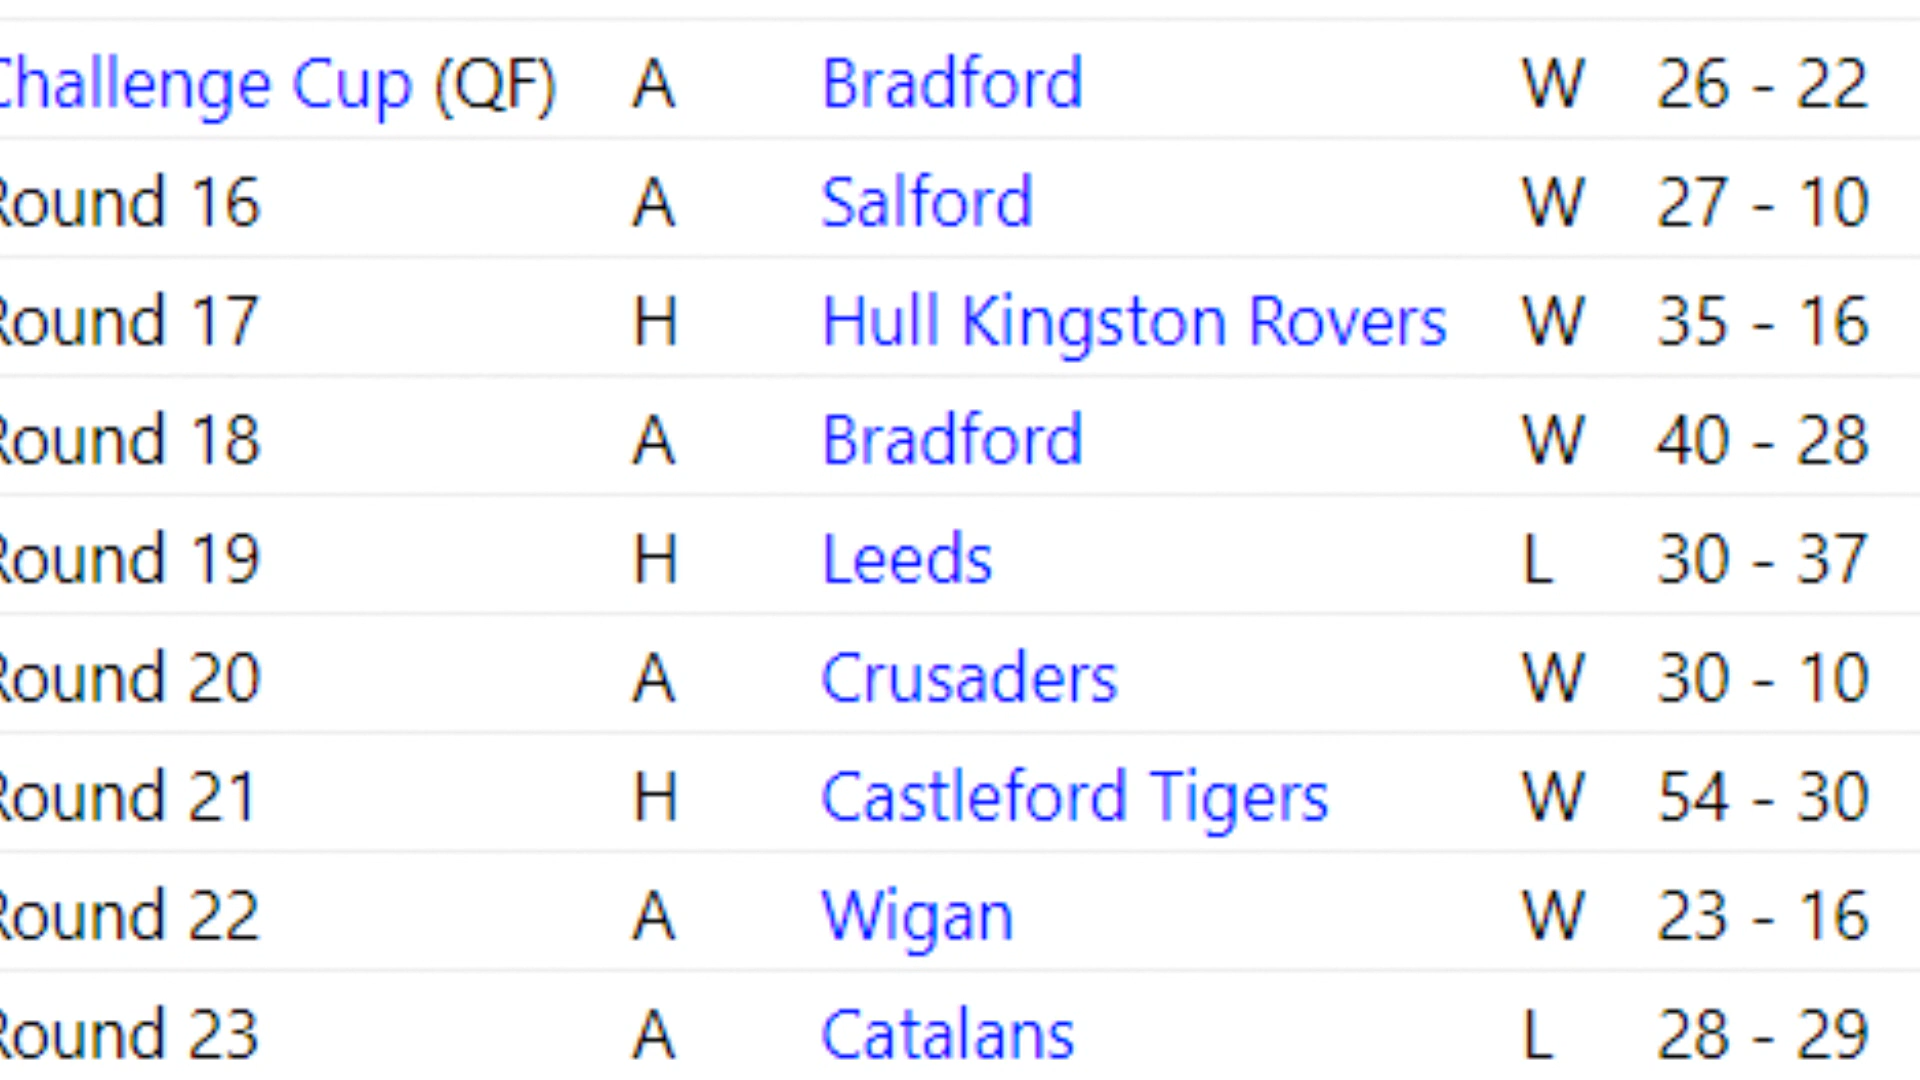 Challenge Cup (QF) A Bradford W 26 - 22
Round 16 A Salford W 27 - 10
Round 17 H Hull Kingston Rovers W 35 - 16
Round 18 A Bradford W 40 - 28
Round 19 H Leeds L 30 - 37
Round 20 A Crusaders W 30 - 10
Round 21 H Castleford Tigers W 54 - 30
Round 22 A Wigan W 23 - 16
Round 23 A Catalans L 28 - 29